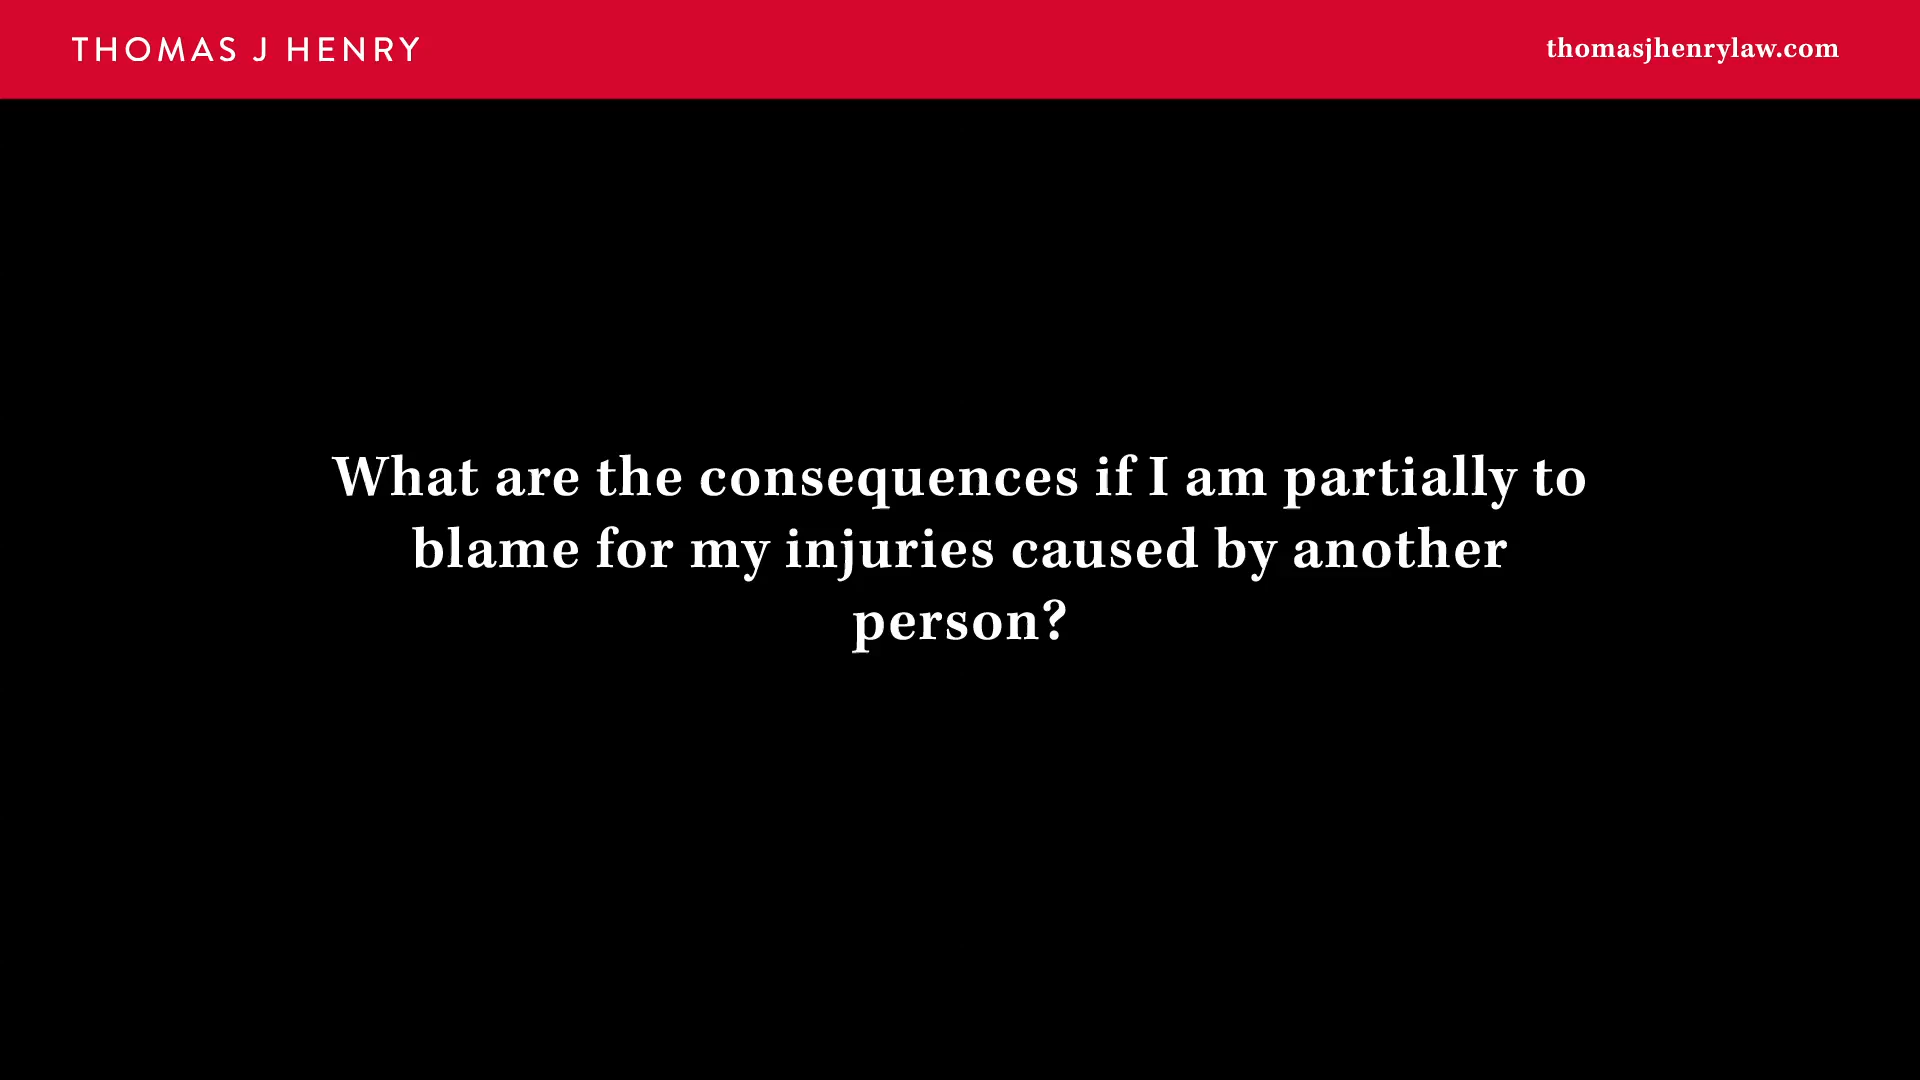 THOMAS J HENRY
thomasjhenrylaw.com
What are the consequences if I am partially to
blame for my injuries caused by another
person?